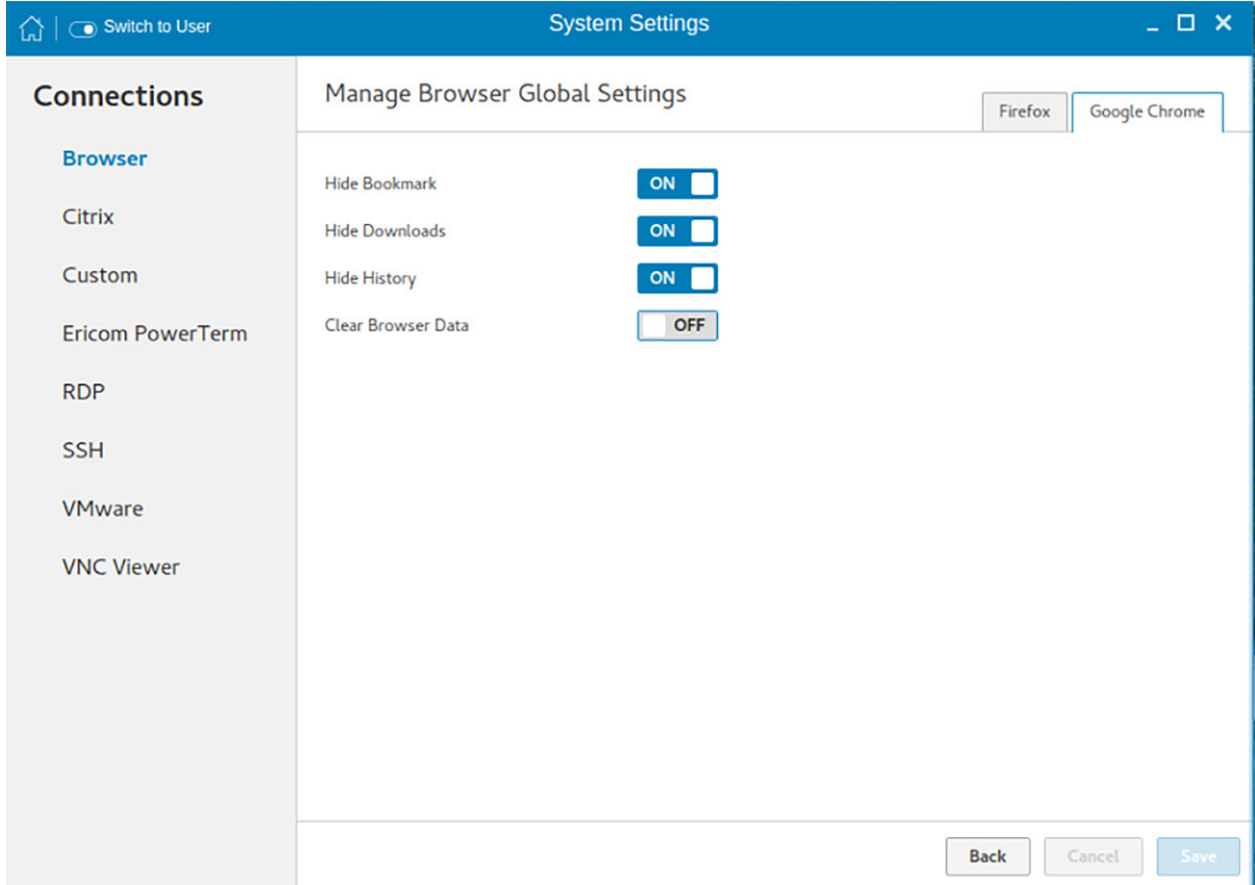 Switch to User
System Settings
Connections
Browser
Citrix
Custom
Ericom PowerTerm
RDP
SSH
VMware
VNC Viewer
Manage Browser Global Settings
Firefox
Google Chrome
Hide Bookmark ON
Hide Downloads ON
Hide History ON
Clear Browser Data OFF
Back Cancel Save